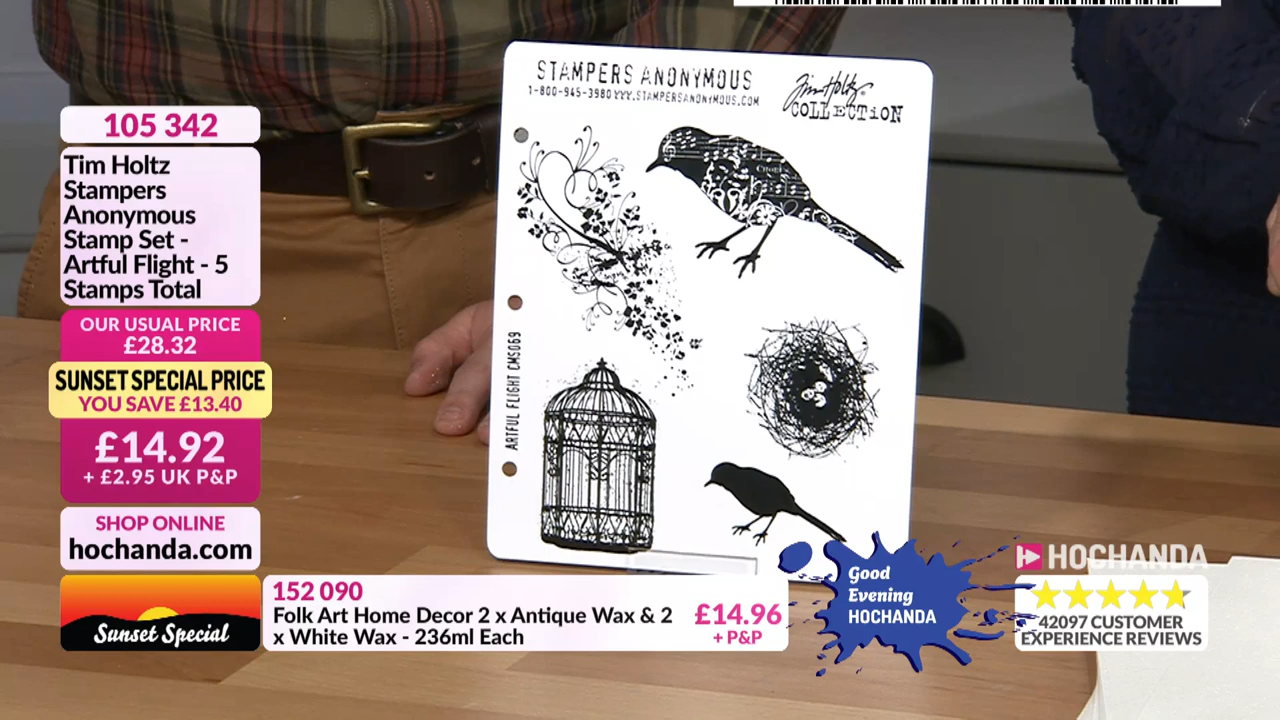 STAMPERS ANONYMOUS
1-800-945-3980 XXX.STAMPERSANONYMOUS.COM
Tim Holtz
COLLECTiON
ARTFUL FLIGHT CMS069
105 342
Tim Holtz
Stampers
Anonymous
Stamp Set -
Artful Flight - 5
Stamps Total
OUR USUAL PRICE
£28.32
SUNSET SPECIAL PRICE
YOU SAVE £13.40
£14.92
+ £2.95 UK P&P
SHOP ONLINE
hochanda.com
Sunset Special
152 090
Folk Art Home Decor 2 x Antique Wax & 2
x White Wax - 236ml Each
£14.96
+ P&P
Good
Evening
HOCHANDA
HOCHANDA
42097 CUSTOMER
EXPERIENCE REVIEWS